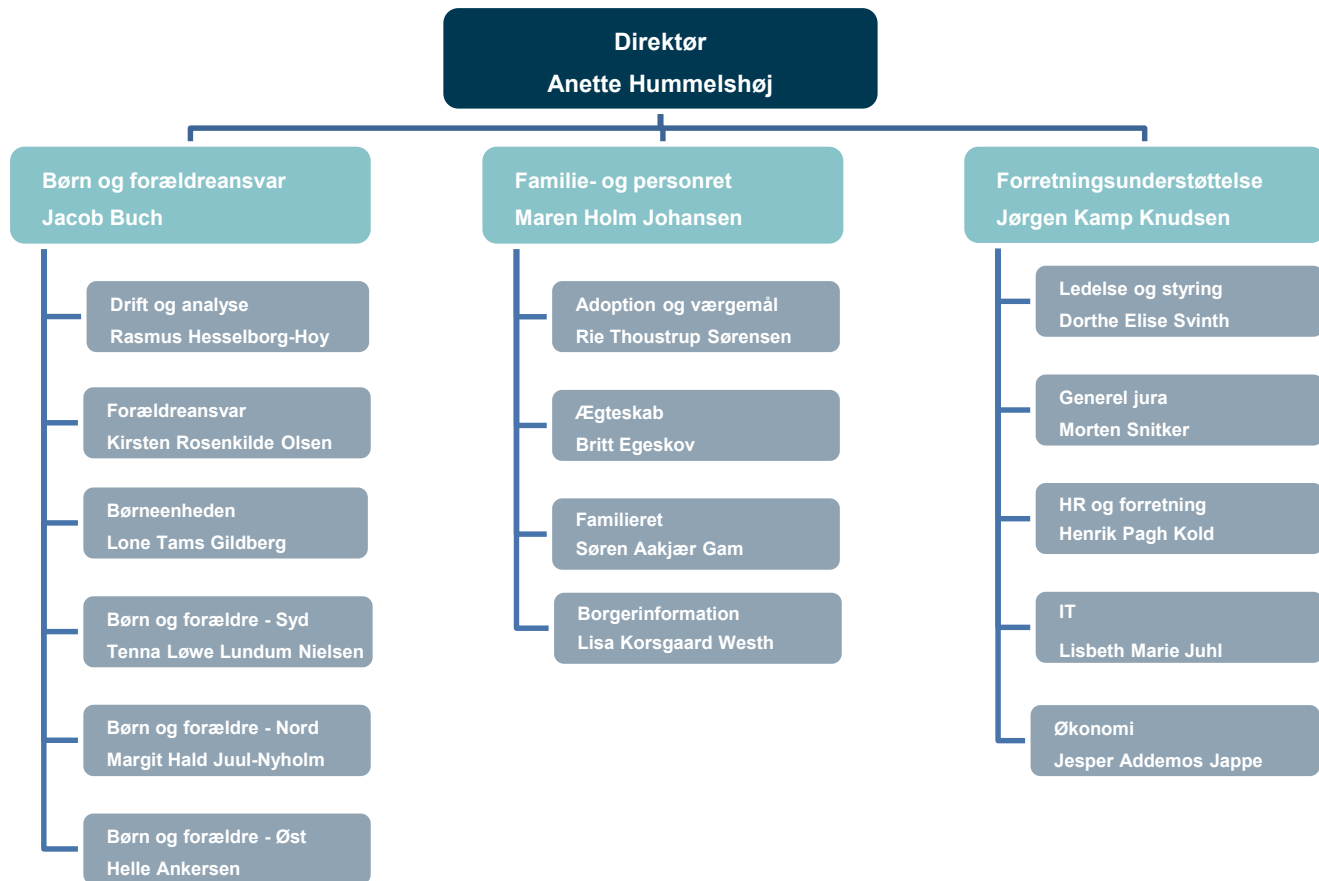 Direktør
Anette Hummelshøj
Børn og forældreansvar
Jacob Buch
Drift og analyse
Rasmus Hesselborg-Hoy
Forældreansvar
Kirsten Rosenkilde Olsen
Børneenheden
Lone Tams Gildberg
Børn og forældre - Syd
Tenna Løwe Lundum Nielsen
Børn og forældre - Nord
Margit Hald Juul-Nyholm
Børn og forældre - Øst
Helle Ankersen
Familie- og personret
Maren Holm Johansen
Adoption og værgemål
Rie Thoustrup Sørensen
Ægteskab
Britt Egeskov
Familieret
Søren Aakjær Gam
Borgerinformation
Lisa Korsgaard Westh
Forretningsunderstøttelse
Jørgen Kamp Knudsen
Ledelse og styring
Dorthe Elise Svinth
Generel jura
Morten Snitker
HR og forretning
Henrik Pagh Kold
IT
Lisbeth Marie Juhl
Økonomi
Jesper Addemos Jappe